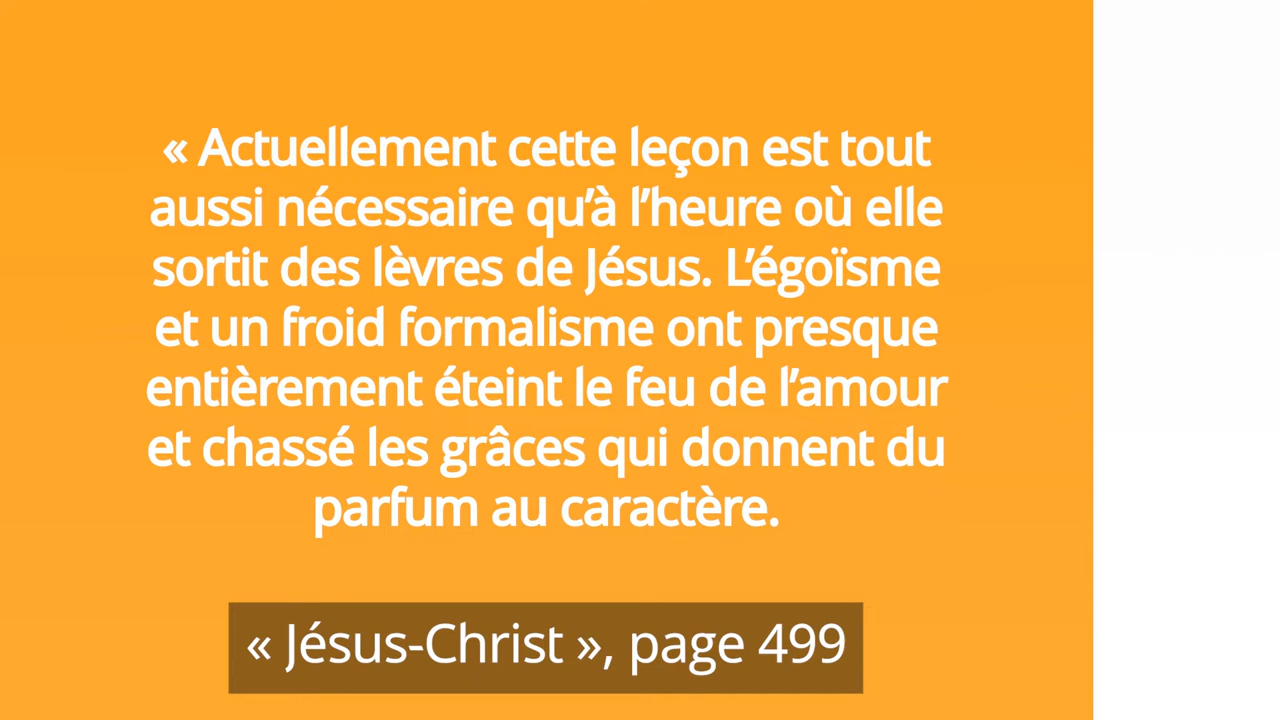 « Actuellement cette leçon est tout
aussi nécessaire qu’à l’heure où elle
sortit des lèvres de Jésus. L’égoïsme
et un froid formalisme ont presque
entièrement éteint le feu de l’amour
et chassé les grâces qui donnent du
parfum au caractère.
« Jésus-Christ », page 499